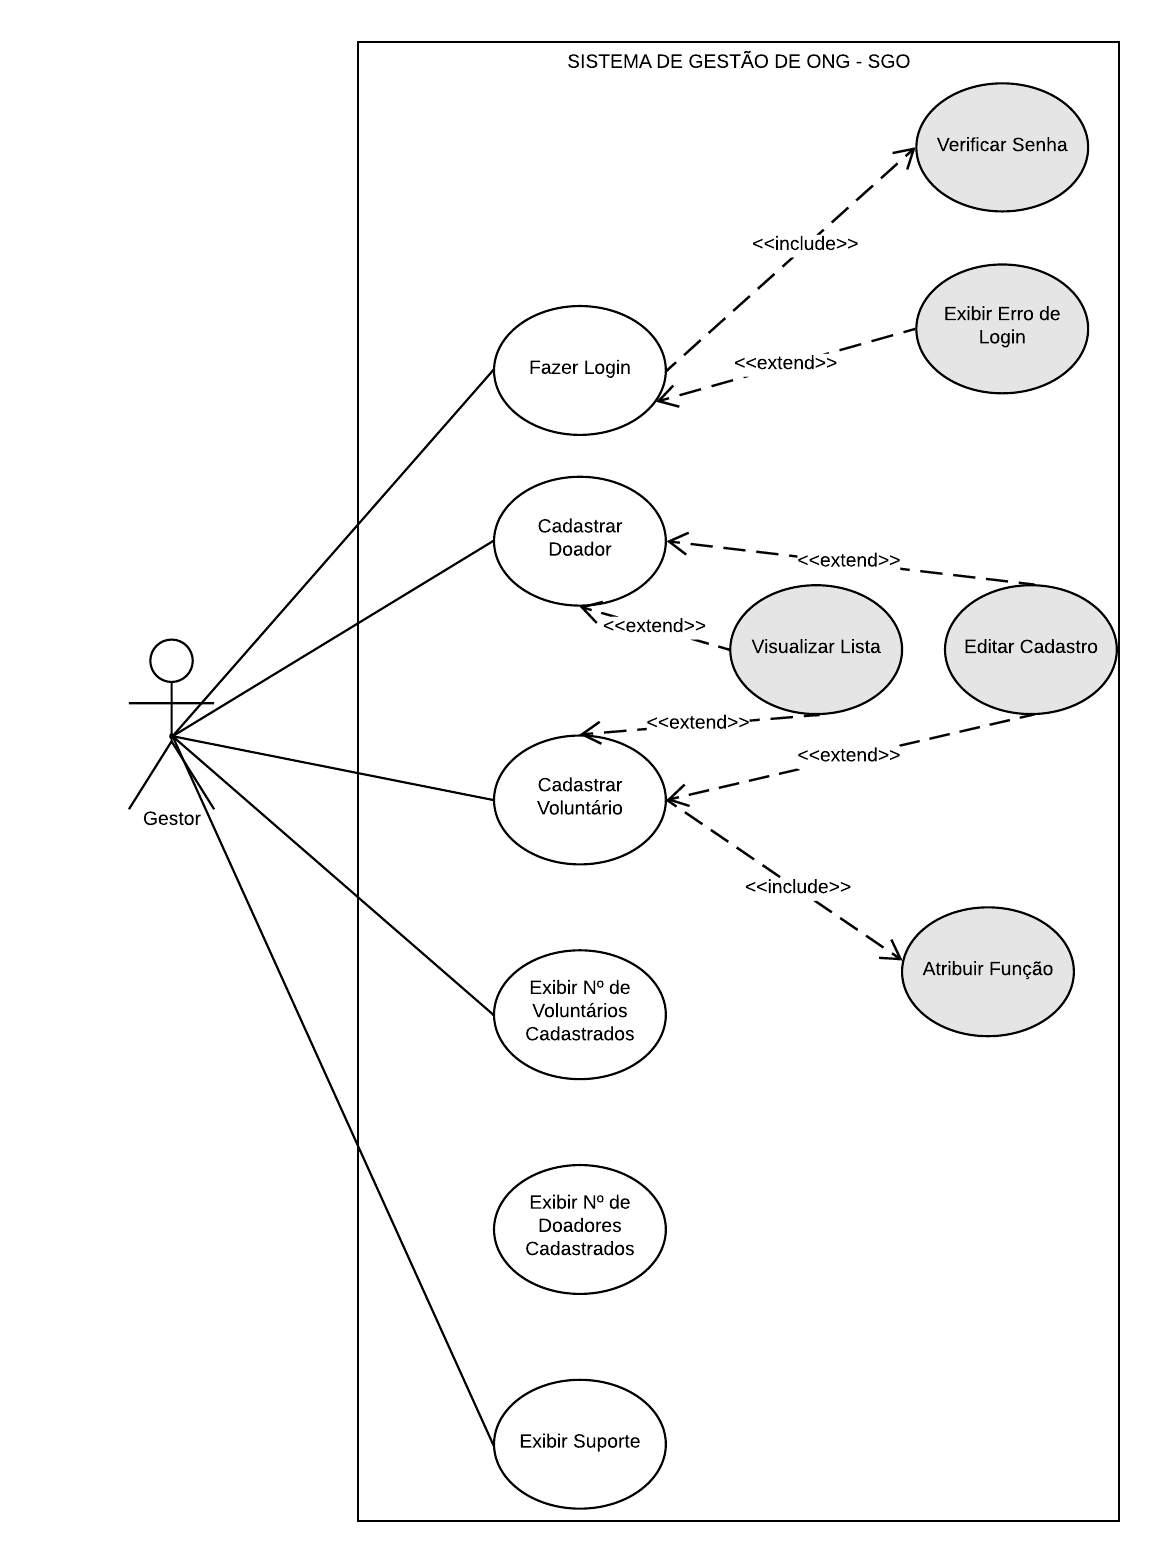 SISTEMA DE GESTÃO DE ONG - SGO
Verificar Senha
<<include>>
Exibir Erro de
Login
<<extend>>
Fazer Login
Cadastrar
Doador
<<extend>>
<<extend>>
Visualizar Lista
Editar Cadastro
<<extend>>
<<extend>>
Cadastrar
Voluntário
Gestor
<<include>>
Atribuir Função
Exibir Nº de
Voluntários
Cadastrados
Exibir Nº de
Doadores
Cadastrados
Exibir Suporte